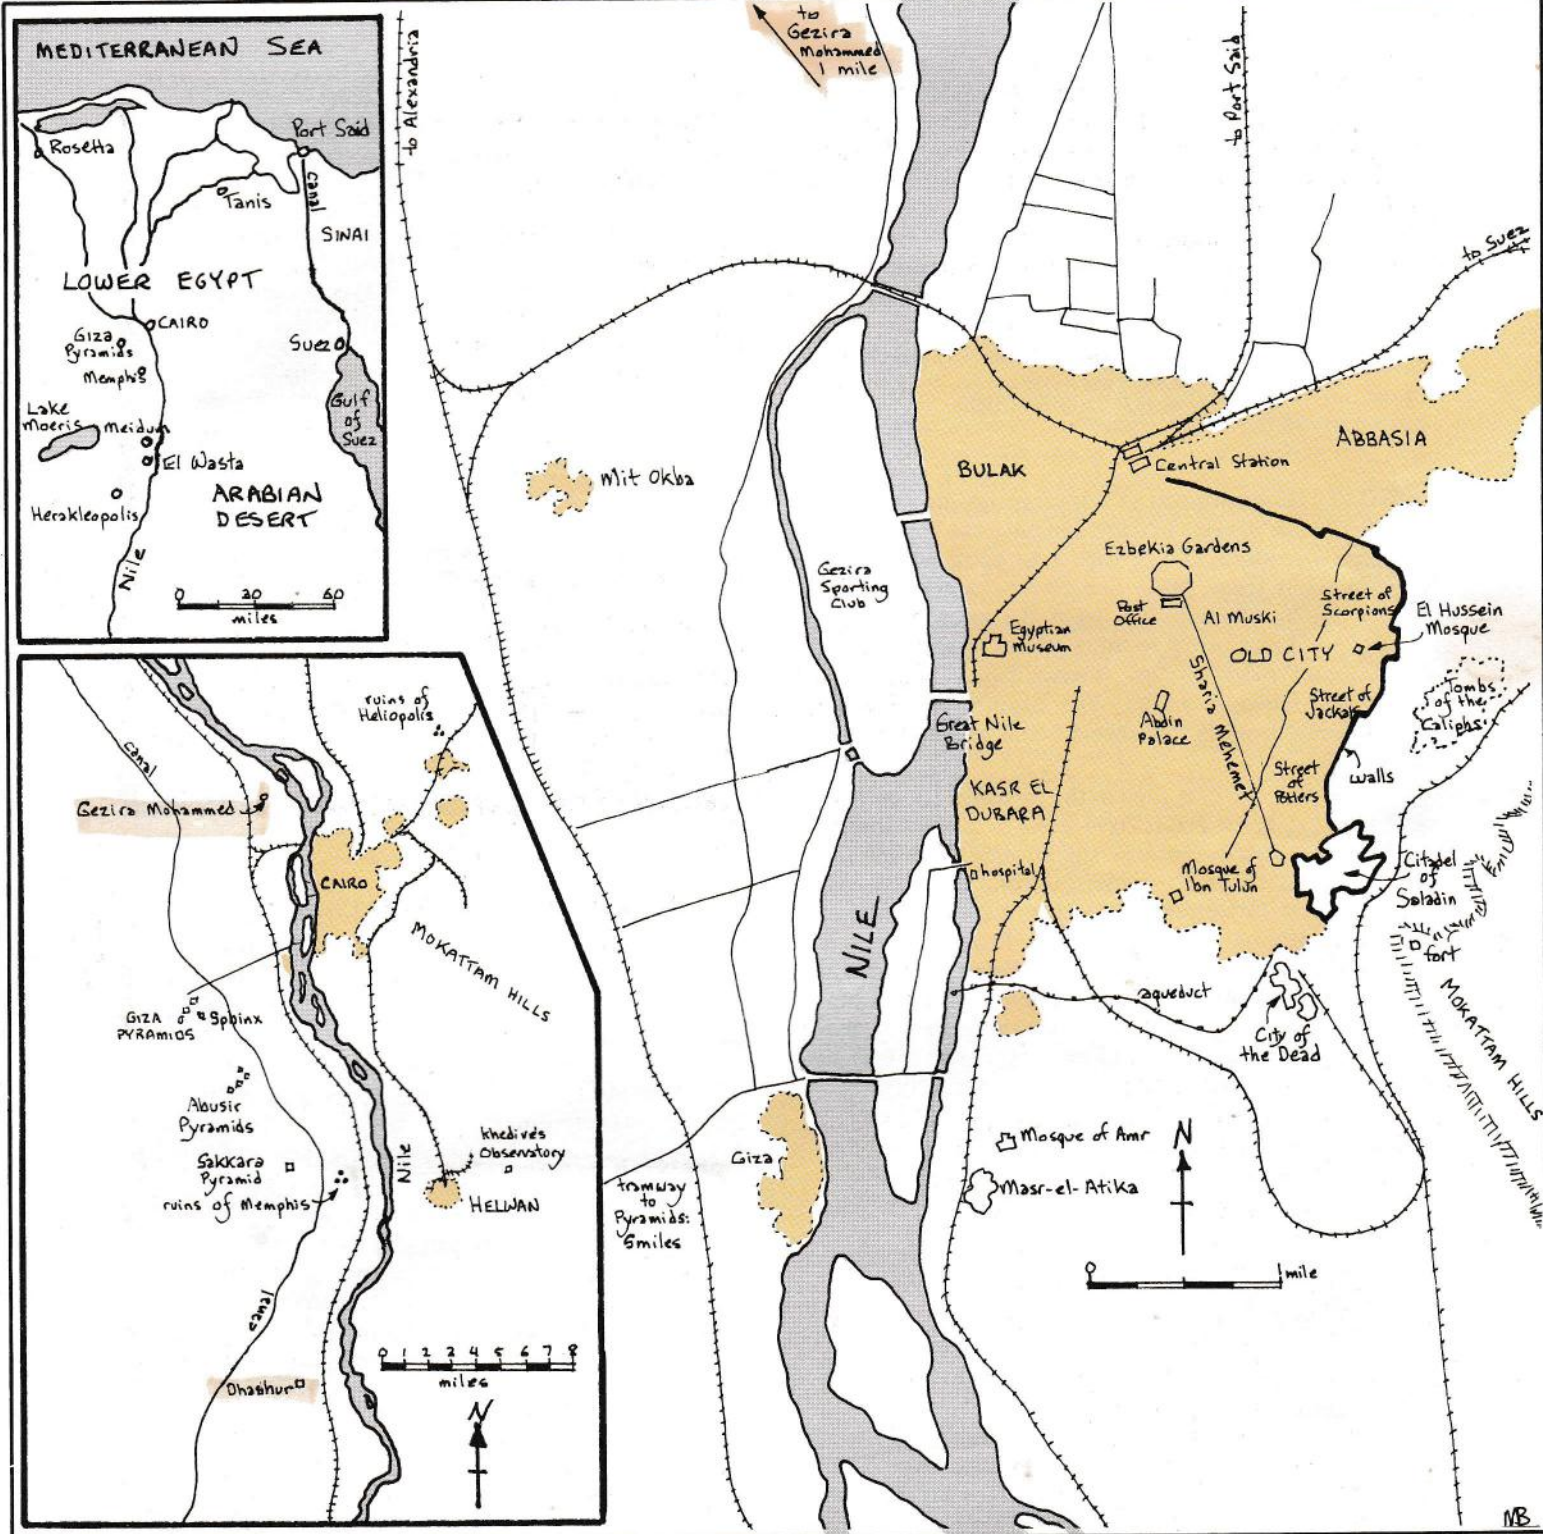 MEDITERRANEAN SEA
Rosetta
Port Said
canal
Tanis
SINAI
LOWER EGYPT
CAIRO
Giza
Pyramids
Memphis
Suez
Lake
Moeris
Meidum
Gulf
of
Suez
El Wasta
ARABIAN
DESERT
Herakleopolis
Nile
0 30 60
miles
ruins of
Heliopolis
canal
Gezira Mohammed
CAIRO
MOKATTAM HILLS
GIZA
PYRAMIDS
Sphinx
Abusir
Pyramids
Sakkara
Pyramid
ruins of Memphis
Nile
Khedive's
Observatory
HELWAN
canal
0 1 2 3 4 5 6 7 8
miles
Dhashur
N
to Alexandria
to
Gezira
Mohammed
1 mile
to Port Said
to Suez
Mit Okba
BULAK
Central Station
ABBASIA
Ezbekia Gardens
Gezira
Sporting
Club
Post
Office
Al Muski
Street of
Scorpions
El Hussein
Mosque
Egyptian
Museum
OLD CITY
Sharia Mehemet
Street of
Jackals
Tombs
of the
Caliphs
Abdin
Palace
Great Nile
Bridge
walls
KASR EL
DUBARA
Street
of
Potters
hospital
Mosque of
Ibn Tulun
Citadel
of
Saladin
NILE
fort
aqueduct
City of
the Dead
MOKATTAM HILLS
Giza
Mosque of Amr
N
Masr-el-Atika
tramway
to
Pyramids:
5miles
0 1 mile
MB